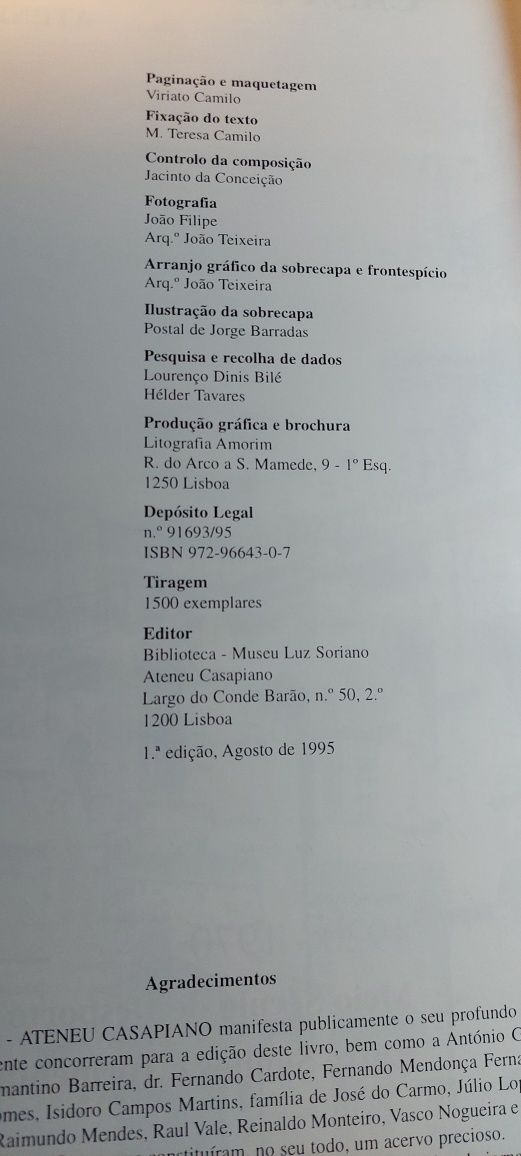 Paginação e maquetagem
Viriato Camilo
Fixação do texto
M. Teresa Camilo
Controlo da composição
Jacinto da Conceição
Fotografia
João Filipe
Arq.º João Teixeira
Arranjo gráfico da sobrecapa e frontespício
Arq.º João Teixeira
Ilustração da sobrecapa
Postal de Jorge Barradas
Pesquisa e recolha de dados
Lourenço Dinis Bilé
Hélder Tavares
Produção gráfica e brochura
Litografia Amorim
R. do Arco a S. Mamede, 9 - 1º Esq.
1250 Lisboa
Depósito Legal
n.º 91693/95
ISBN 972-96643-0-7
Tiragem
1500 exemplares
Editor
Biblioteca - Museu Luz Soriano
Ateneu Casapiano
Largo do Conde Barão, n.º 50, 2.º
1200 Lisboa
1.ª edição, Agosto de 1995
Agradecimentos
- ATENEU CASAPIANO manifesta publicamente o seu profundo
ente concorreram para a edição deste livro, bem como a António
mantino Barreira, dr. Fernando Cardote, Fernando Mendonça
omes, Isidoro Campos Martins, família de José do Carmo, Júlio
Raimundo Mendes, Raul Vale, Reinaldo Monteiro, Vasco Nogueira e
no seu todo, um acervo precioso.